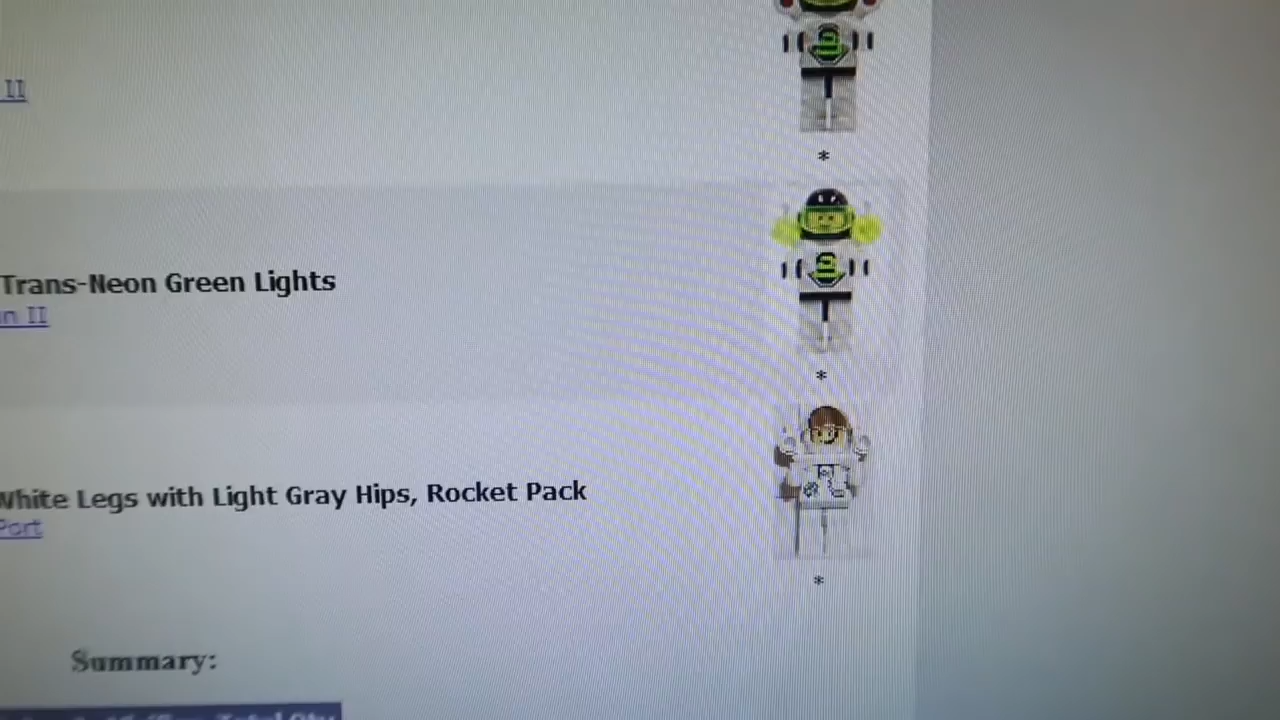 II
*
Trans-Neon Green Lights
n II
*
White Legs with Light Gray Hips, Rocket Pack
Port
*
Summary: